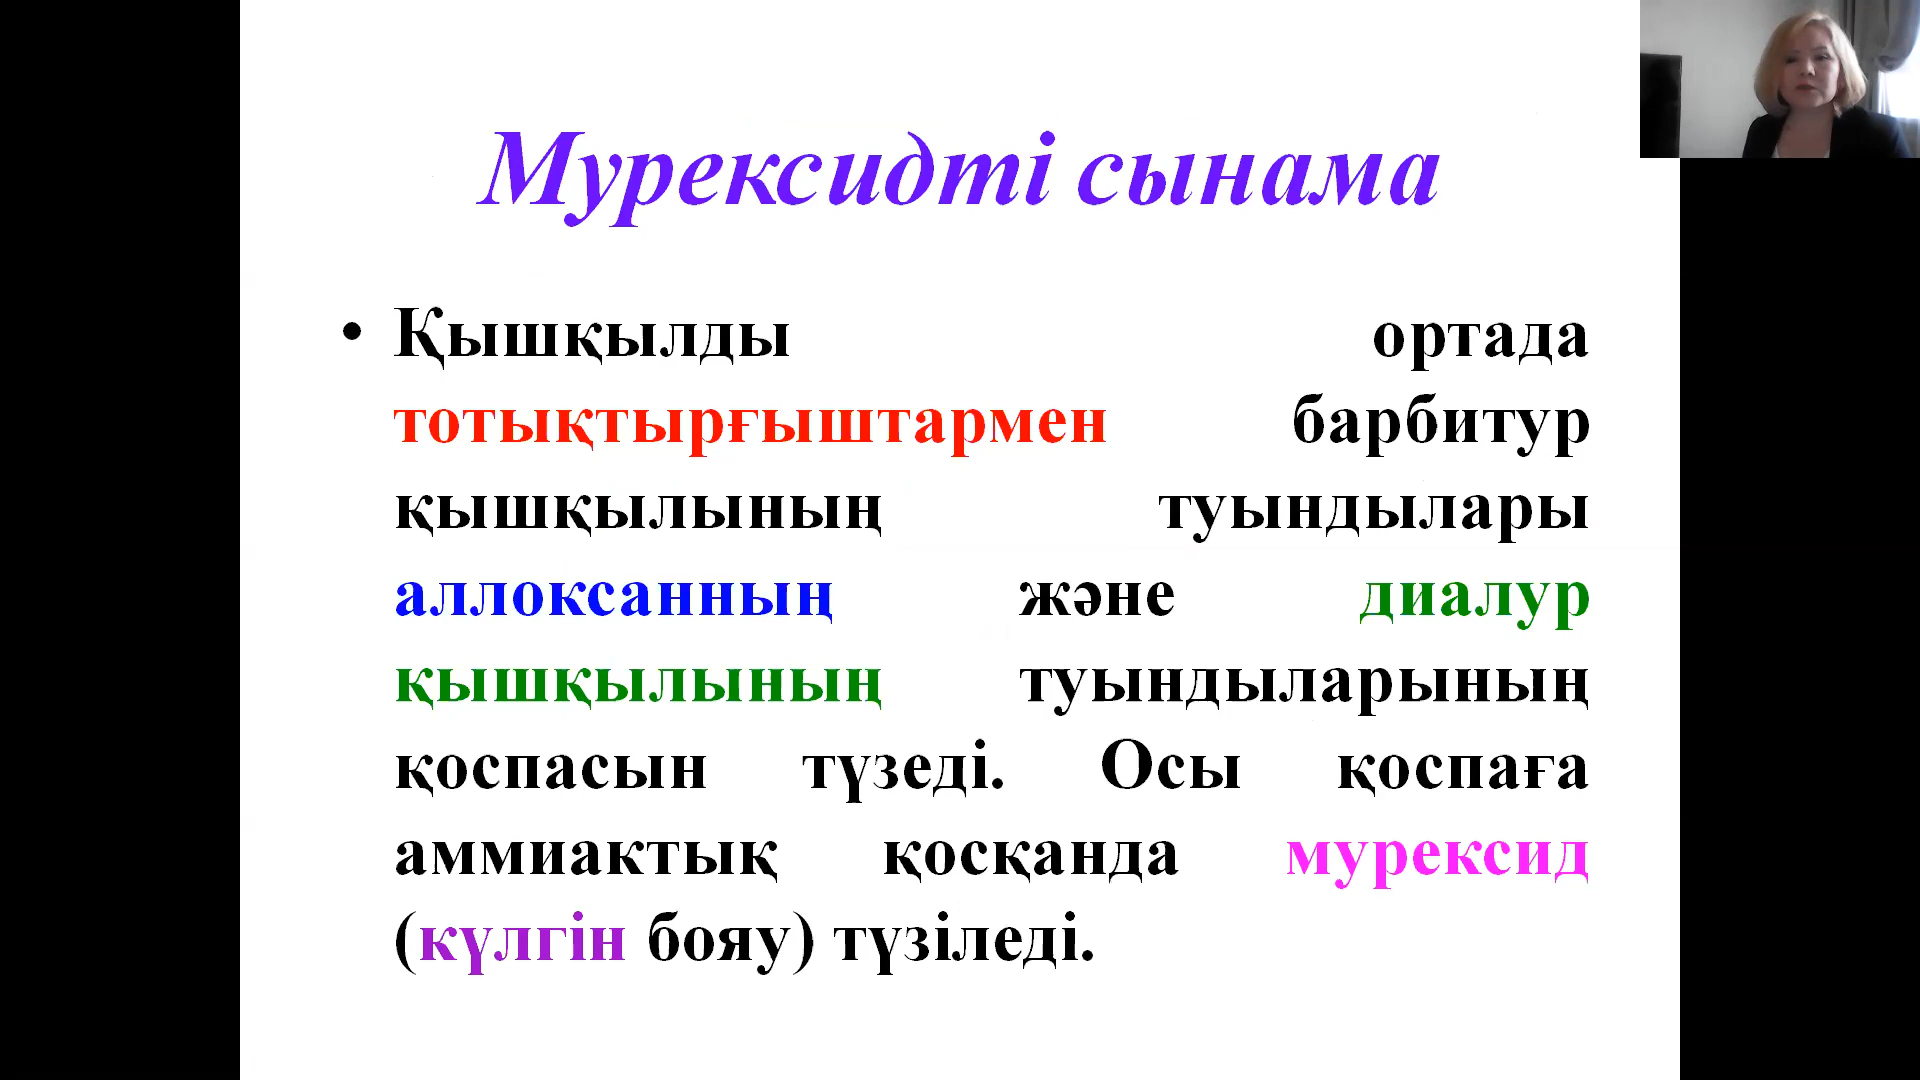 Мурексидті сынама
• Қышқылды ортада
тотықтырғыштармен барбитур
қышқылының туындылары
аллоксанның және диалур
қышқылының туындыларының
қоспасын түзеді. Осы қоспаға
аммиактық қосқанда мурексид
(күлгін бояу) түзіледі.